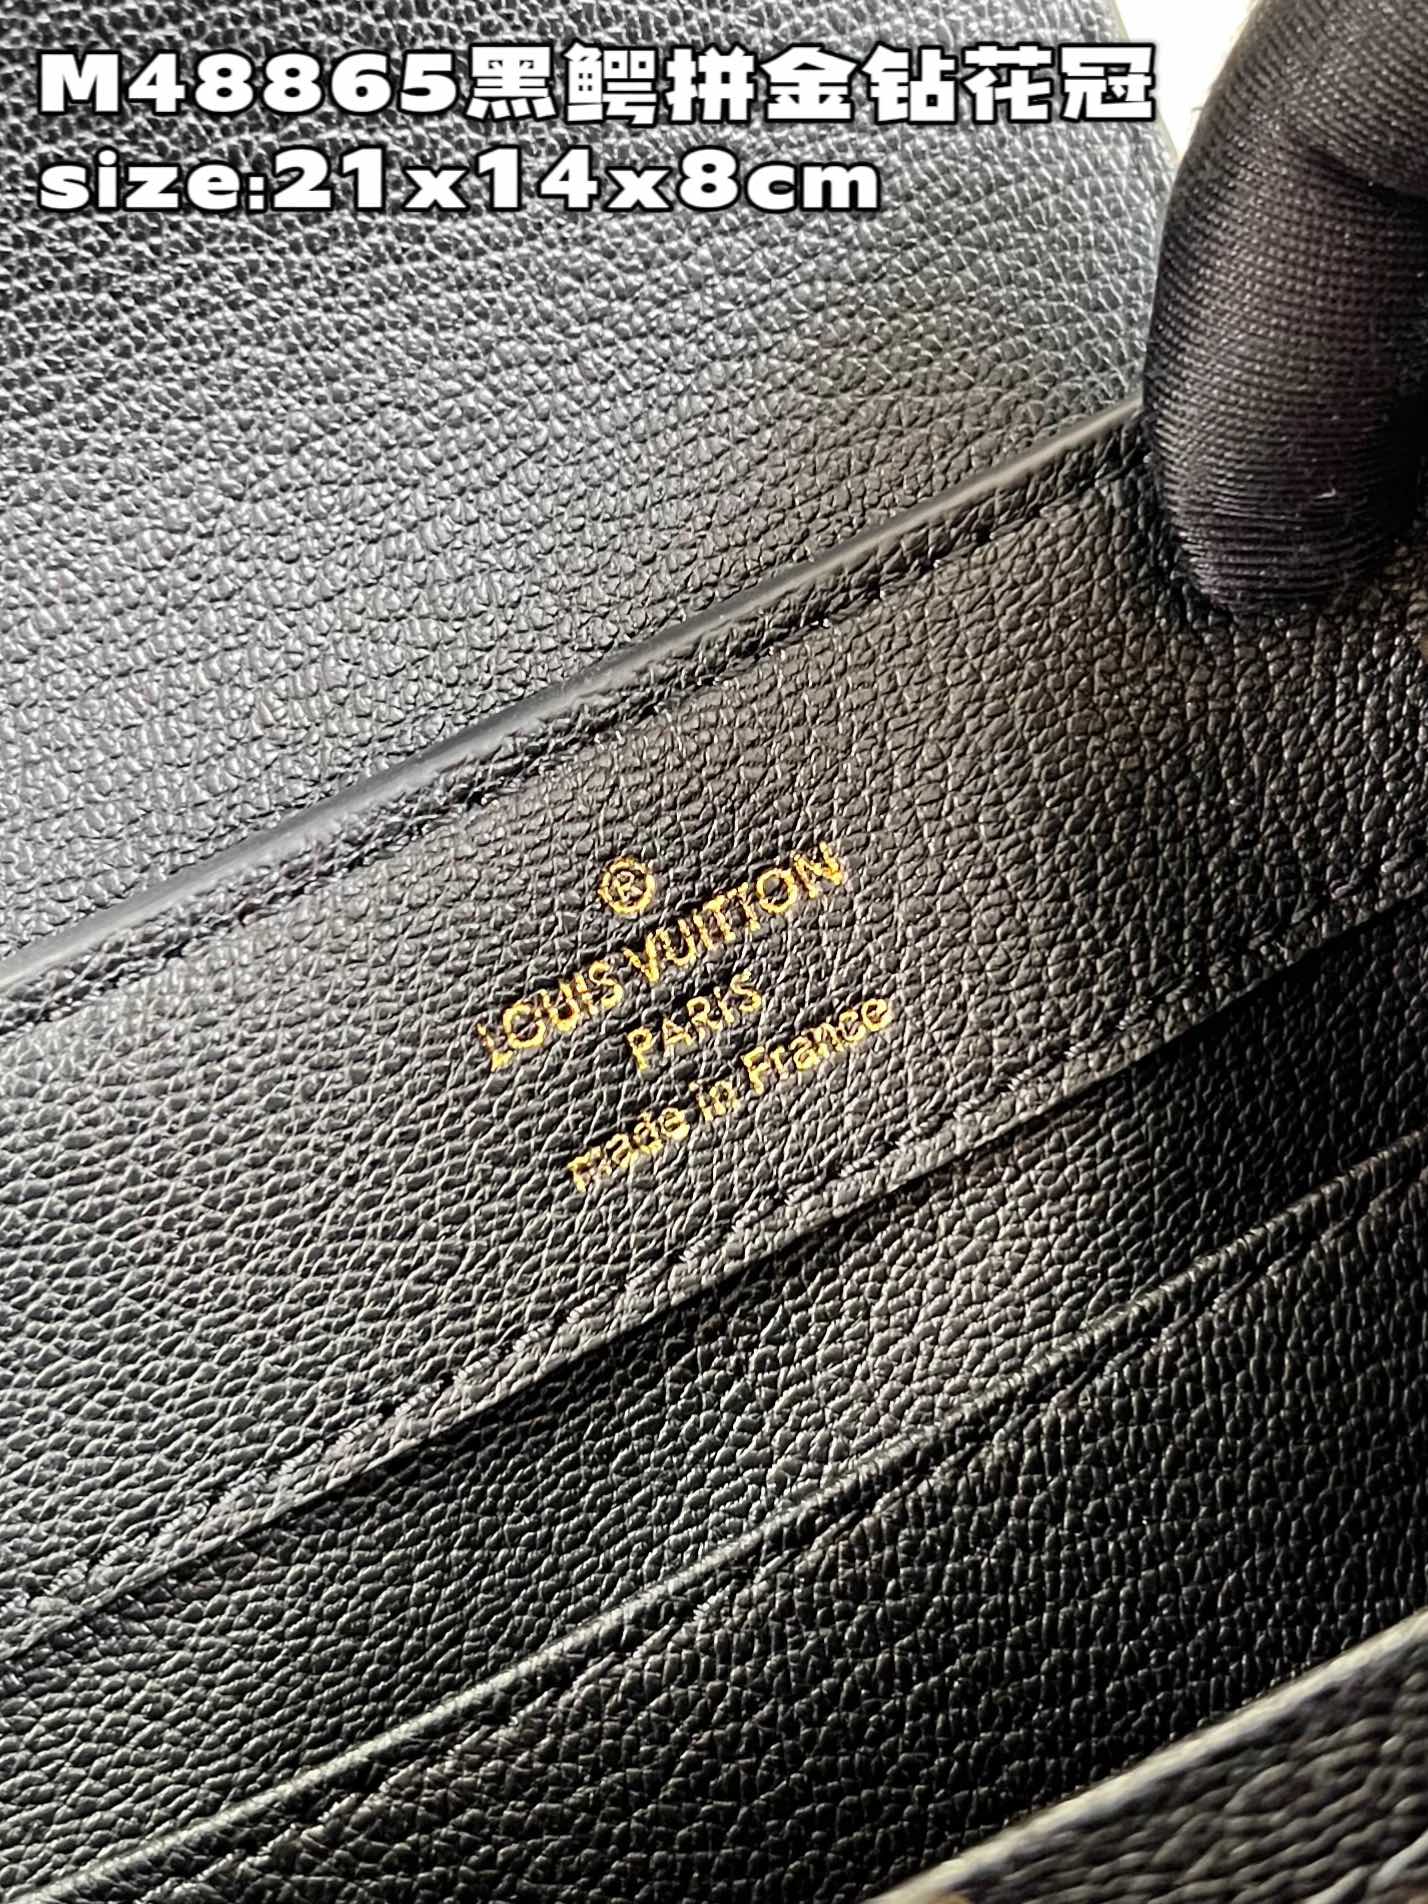 M48865黑鳄拼金钻花冠
size:21x14x8cm
®
LOUIS VUITTON
PARIS
made in France